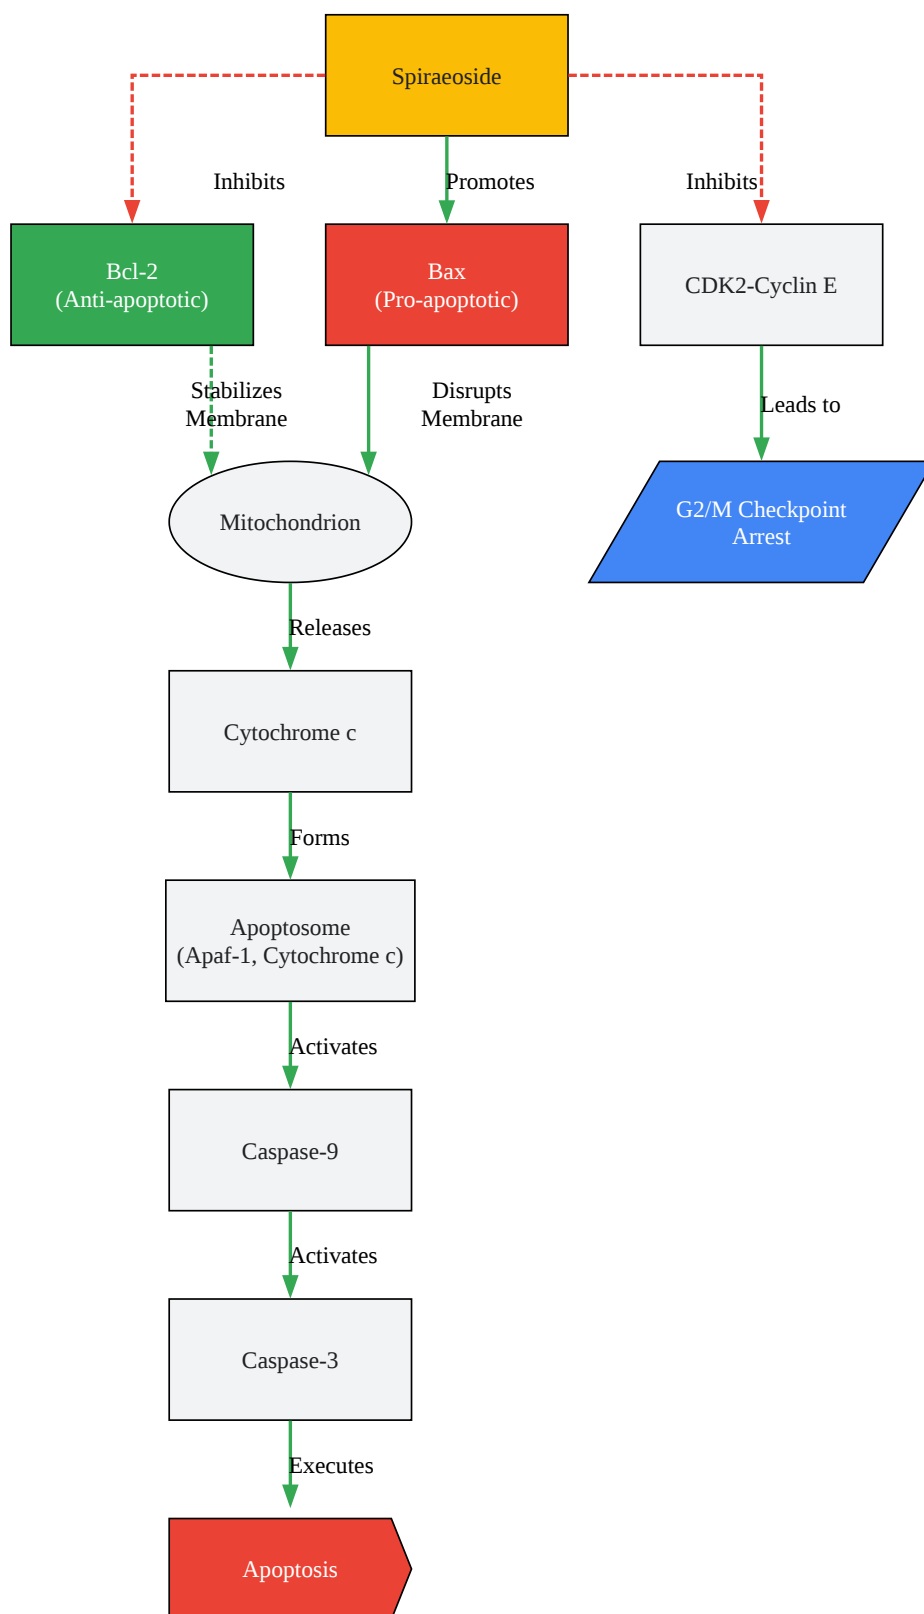 Spiraeoside
Inhibits
Promotes
Inhibits
Bcl-2
(Anti-apoptotic)
Bax
(Pro-apoptotic)
CDK2-Cyclin E
Stabilizes
Membrane
Disrupts
Membrane
Leads to
Mitochondrion
G2/M Checkpoint
Arrest
Releases
Cytochrome c
Forms
Apoptosome
(Apaf-1, Cytochrome c)
Activates
Caspase-9
Activates
Caspase-3
Executes
Apoptosis